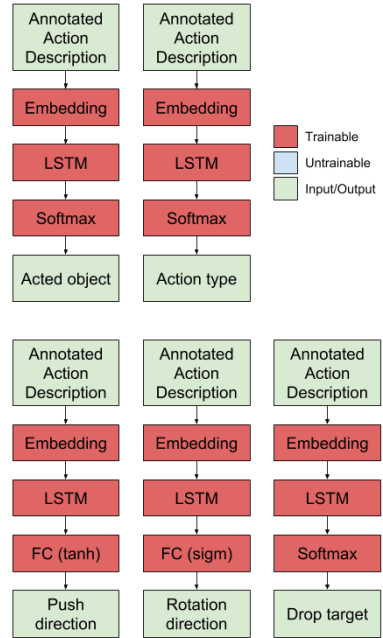 Annotated
Action
Description
Embedding
LSTM
Softmax
Acted object
Annotated
Action
Description
Embedding
LSTM
Softmax
Action type
Trainable
Untrainable
Input/Output
Annotated
Action
Description
Embedding
LSTM
FC (tanh)
Push
direction
Annotated
Action
Description
Embedding
LSTM
FC (sigm)
Rotation
direction
Annotated
Action
Description
Embedding
LSTM
Softmax
Drop target